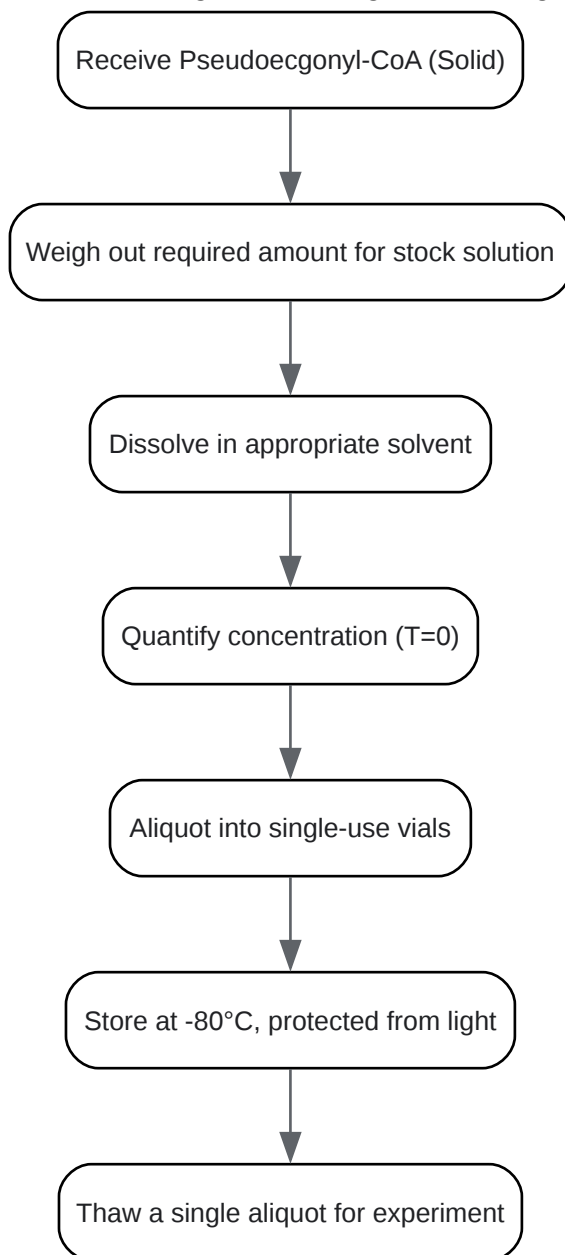 Receive Pseudoecgonyl-CoA (Solid)
Weigh out required amount for stock solution
Dissolve in appropriate solvent
Quantify concentration (T=0)
Aliquot into single-use vials
Store at -80°C, protected from light
Thaw a single aliquot for experiment